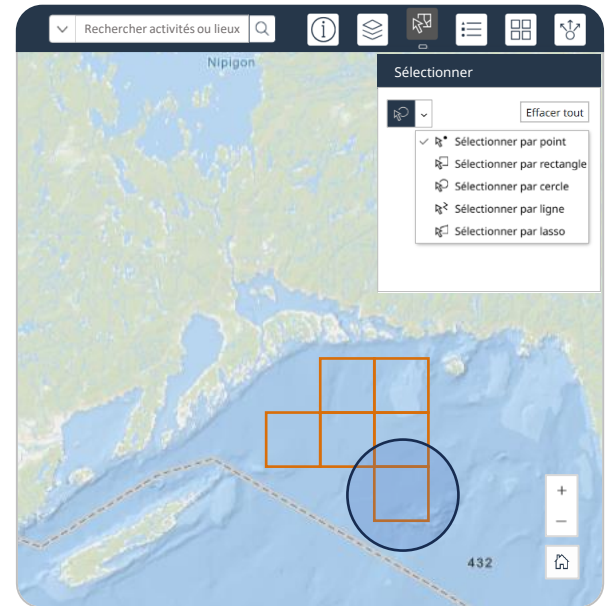 Rechercher activités ou lieux
Nipigon
Sélectionner
Effacer tout
Sélectionner par point
Sélectionner par rectangle
Sélectionner par cercle
Sélectionner par ligne
Sélectionner par lasso
432